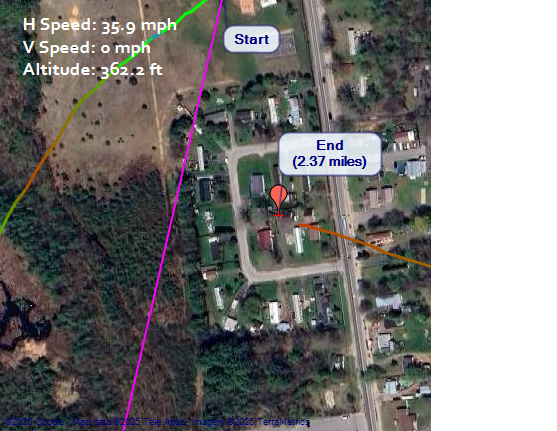 H Speed: 35.9 mph
V Speed: 0 mph
Altitude: 362.2 ft
Start
End
(2.37 miles)
©2025 Google - Map data ©2025 Tele Atlas, Imagery ©2025 TerraMetrics